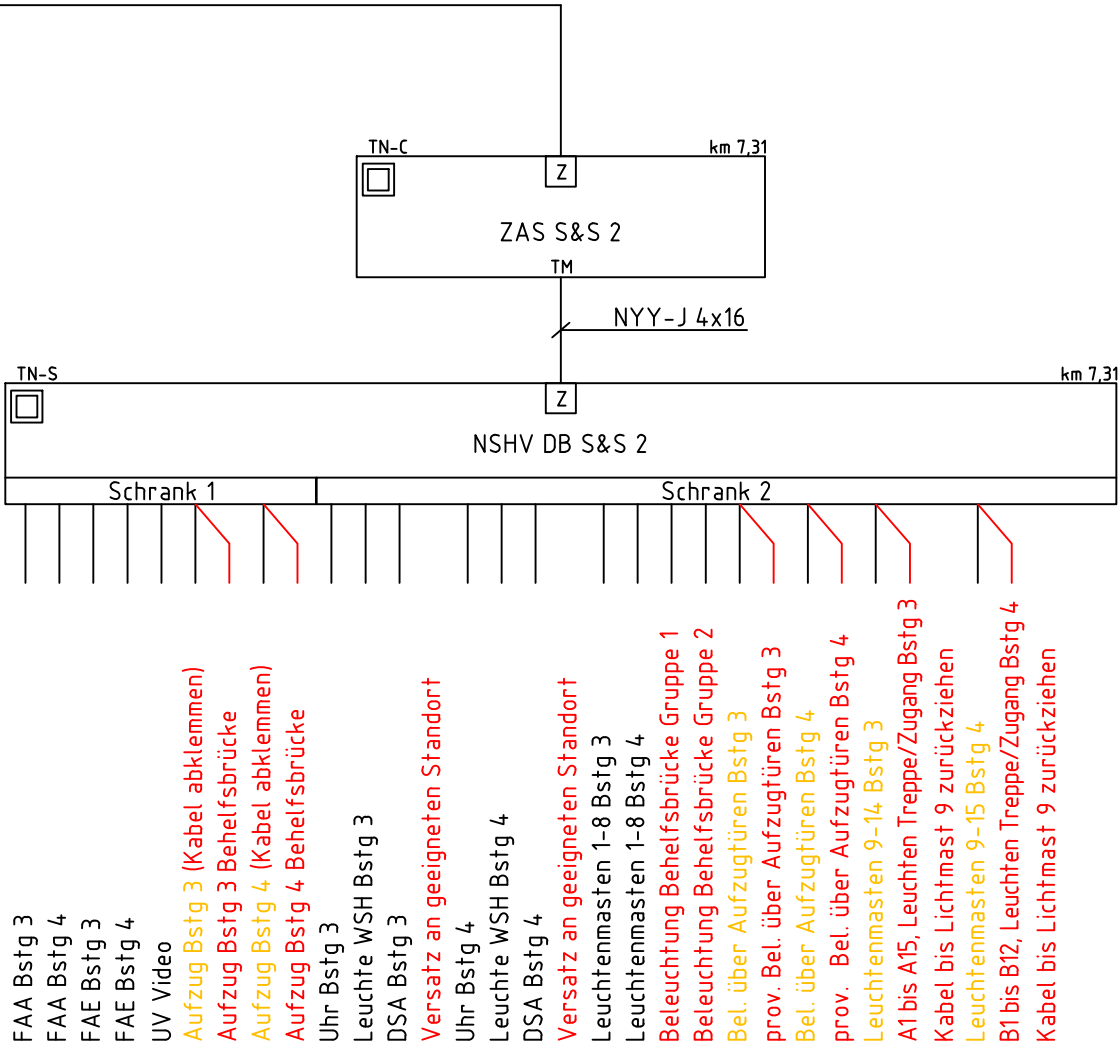 TN-C
km 7,31
Z
ZAS S&S 2
TM
NYY-J 4x16
TN-S
km 7,31
Z
NSHV DB S&S 2
Schrank 1
Schrank 2
FAA Bstg 3
FAA Bstg 4
FAE Bstg 3
FAE Bstg 4
UV Video
Aufzug Bstg 3 (Kabel abklemmen)
Aufzug Bstg 3 Behelfsbrücke
Aufzug Bstg 4 (Kabel abklemmen)
Aufzug Bstg 4 Behelfsbrücke
Uhr Bstg 3
Leuchte WSH Bstg 3
DSA Bstg 3
Versatz an geeigneten Standort
Uhr Bstg 4
Leuchte WSH Bstg 4
DSA Bstg 4
Versatz an geeigneten Standort
Leuchtenmasten 1-8 Bstg 3
Leuchtenmasten 1-8 Bstg 4
Beleuchtung Behelfsbrücke Gruppe 1
Beleuchtung Behelfsbrücke Gruppe 2
Bel. über Aufzugtüren Bstg 3
prov. Bel. über Aufzugtüren Bstg 3
Bel. über Aufzugtüren Bstg 4
prov. Bel. über Aufzugtüren Bstg 4
Leuchtenmasten 9-14 Bstg 3
A1 bis A15, Leuchten Treppe/Zugang Bstg 3
Kabel bis Lichtmast 9 zurückziehen
Leuchtenmasten 9-15 Bstg 4
B1 bis B12, Leuchten Treppe/Zugang Bstg 4
Kabel bis Lichtmast 9 zurückziehen